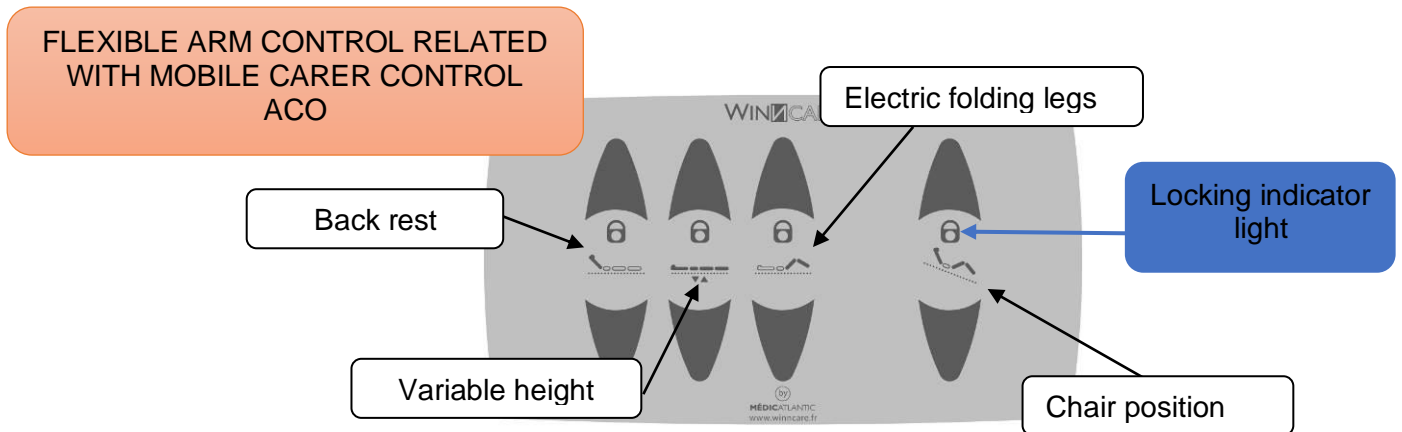 FLEXIBLE ARM CONTROL RELATED
WITH MOBILE CARER CONTROL
ACO
Electric folding legs
Back rest
Locking indicator
light
Variable height
Chair position
by
MÉDICATLANTIC
www.winncare.fr